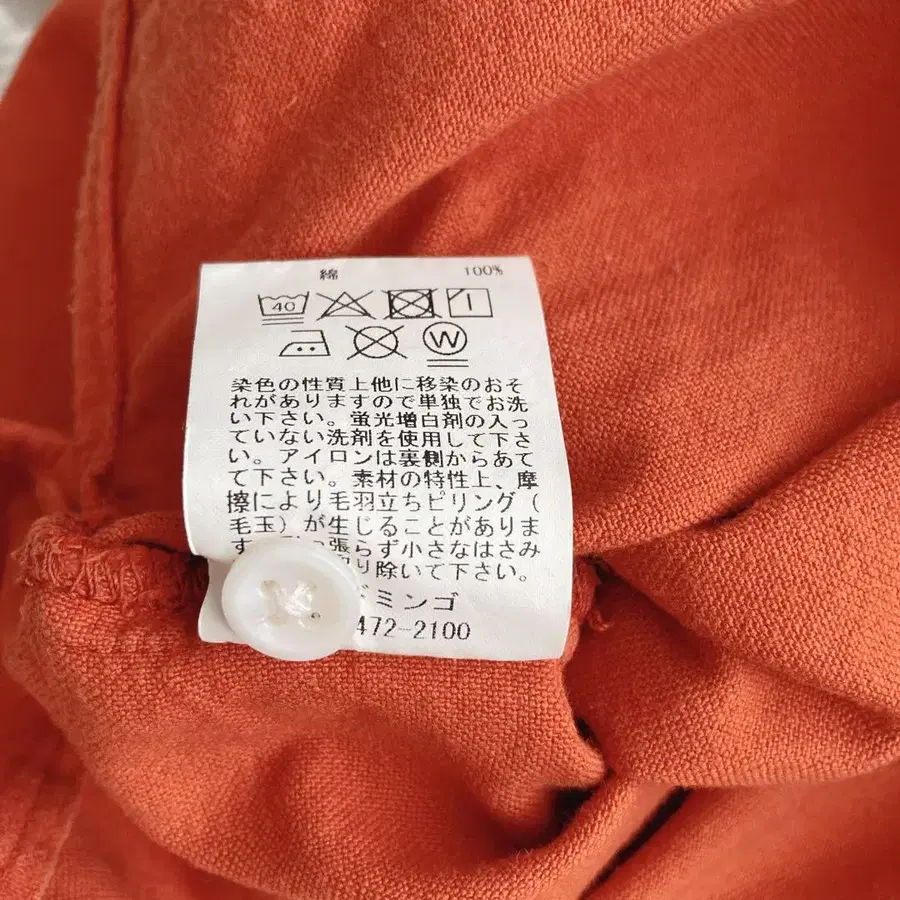 綿 100%
40
W
染色の性質上他に移染のおそ
れがありますので単独でお洗
い下さい。蛍光増白剤の入っ
ていない洗剤を使用して下さ
い。アイロンは裏側からあて
て下さい。素材の特性上、摩
擦により毛羽立ちピリング(
毛玉)が生じることがありま
す 張らず小さなはさみ
り除いて下さい。
ドミンゴ
472-2100